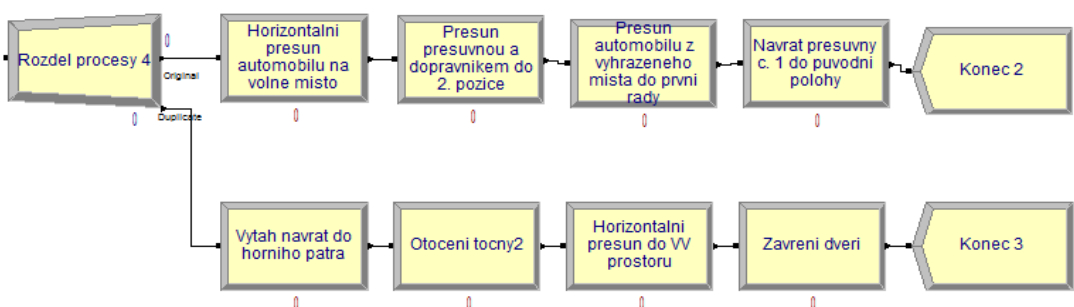 Rozdel procesy 4
0
Original
0
Duplicate
Horizontalni
presun
automobilu na
volne misto
0
Presun
presuvnou a
dopravnikem do
2. pozice
0
Presun
automobilu z
vyhrazeneho
mista do prvni
rady
0
Navrat presuvny
c. 1 do puvodni
polohy
0
Konec 2
Vytah navrat do
horniho patra
0
Otoceni tocny2
0
Horizontalni
presun do VV
prostoru
0
Zavreni dveri
0
Konec 3